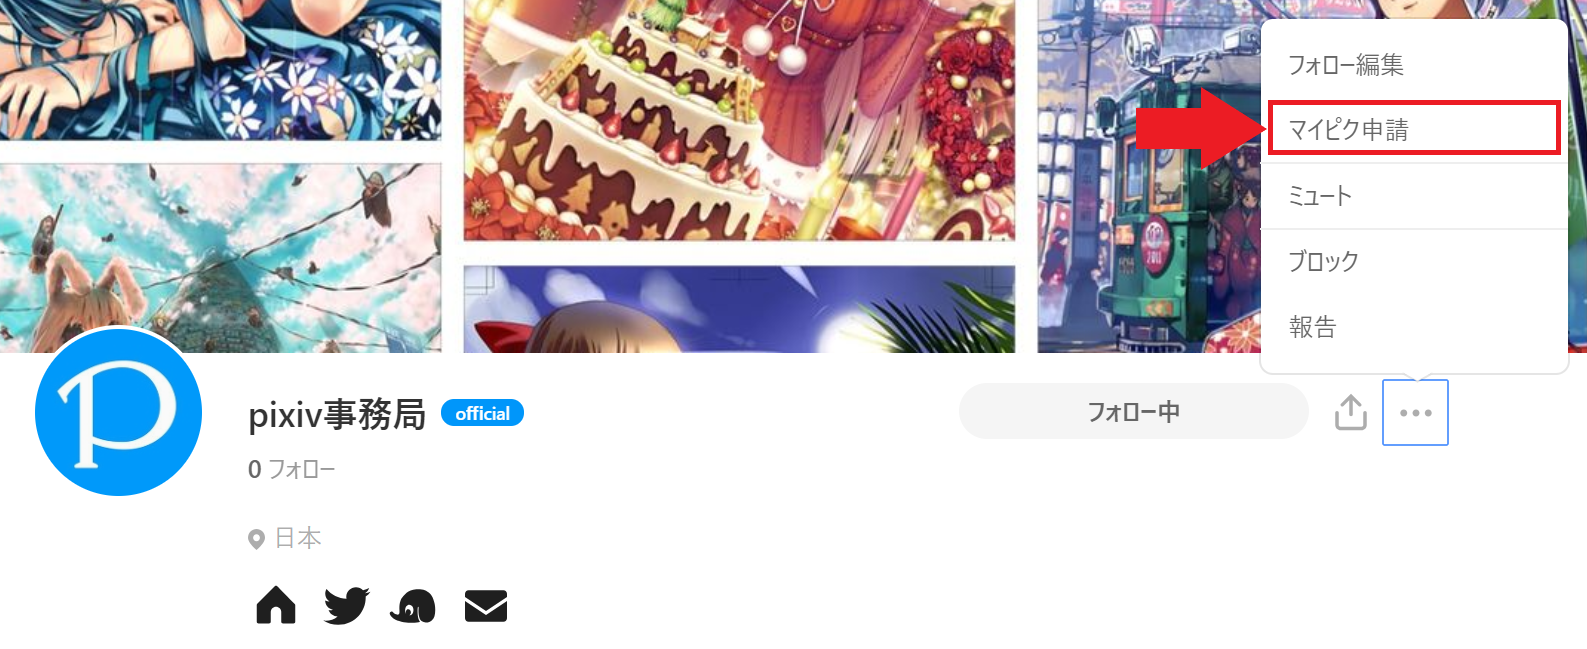 フォロー編集
マイピク申請
ミュート
ブロック
報告
2011
pixiv事務局 official
フォロー中
0 フォロー
日本